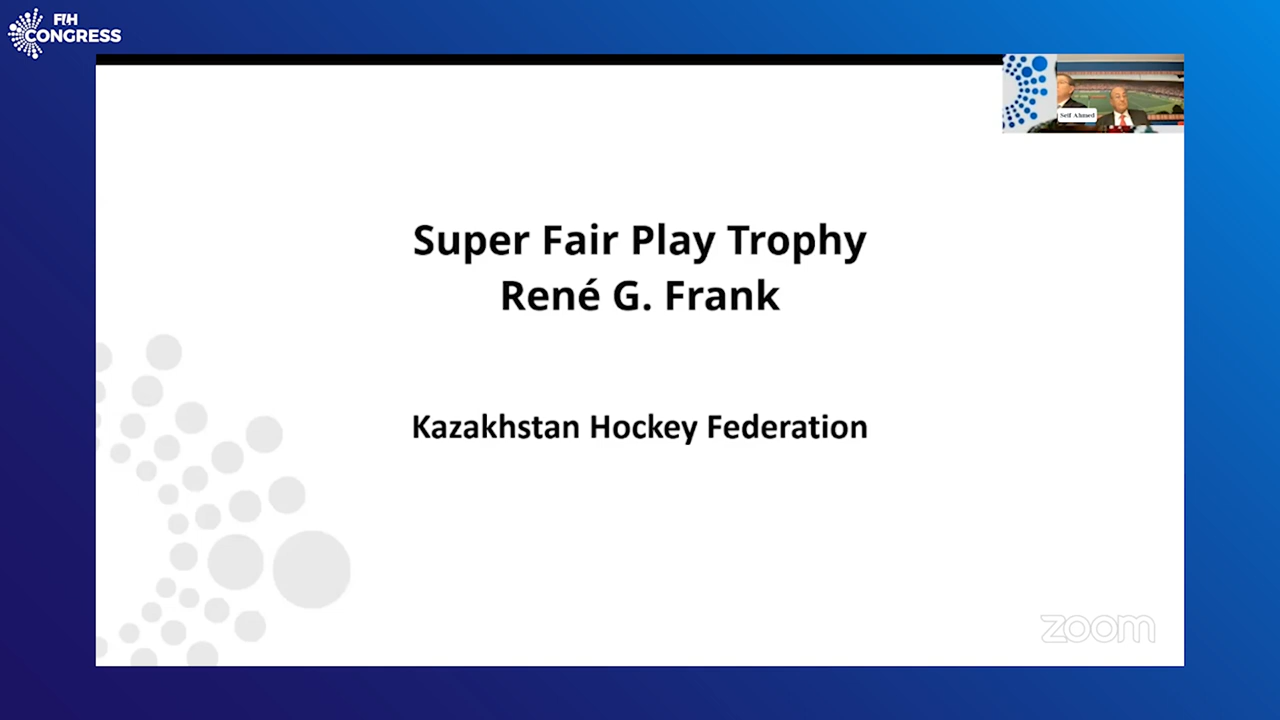 FIH
CONGRESS
Seif Ahmed
Super Fair Play Trophy
René G. Frank
Kazakhstan Hockey Federation
zoom